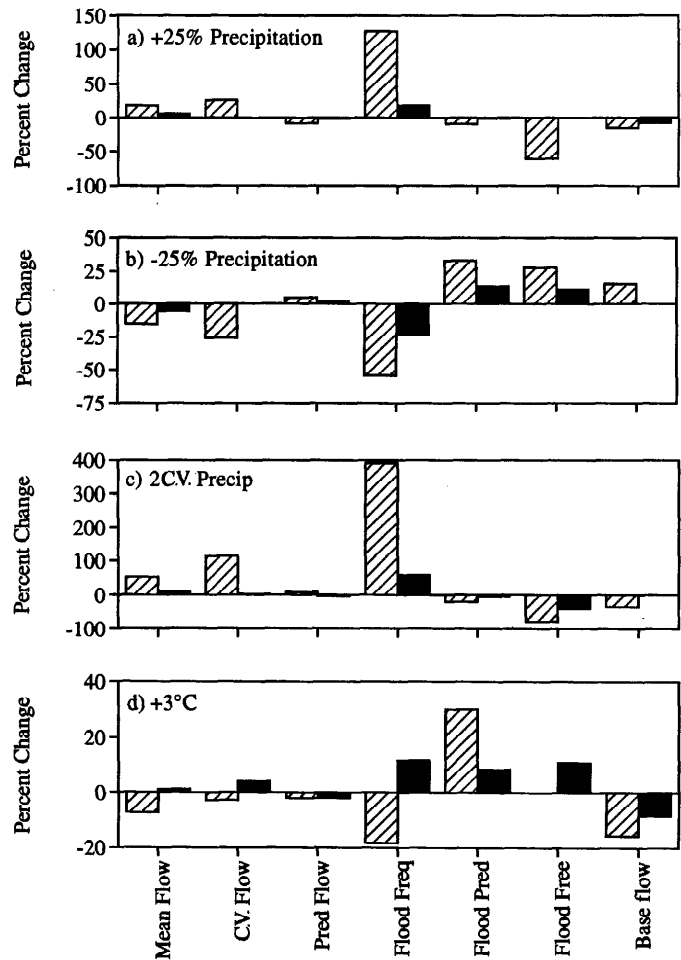 150
a) +25% Precipitation
100
50
0
-50
-100
Percent Change
50
b) -25% Precipitation
25
0
-25
-50
-75
Percent Change
400
c) 2C.V. Precip
300
200
100
0
-100
Percent Change
40
d) +3°C
20
0
-20
Percent Change
Mean Flow
C.V. Flow
Pred Flow
Flood Freq
Flood Pred
Flood Free
Base flow